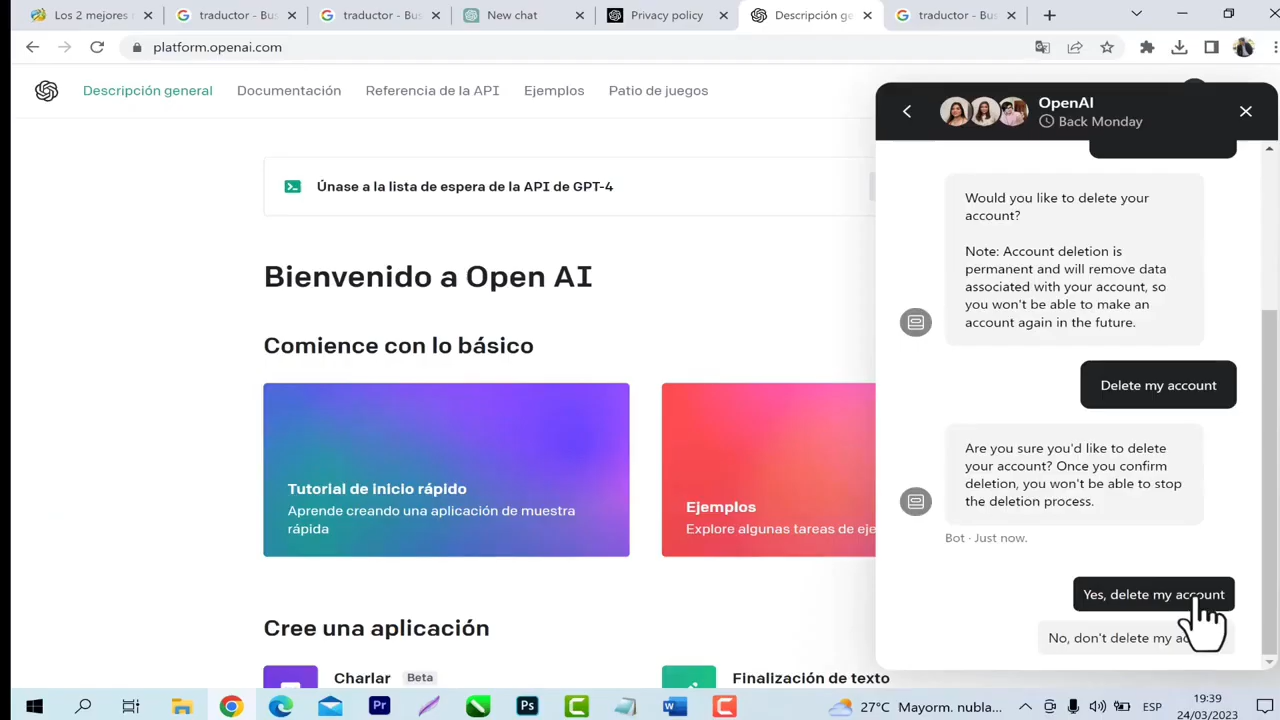 Los 2 mejores
traductor - Bus
traductor - Bus
New chat
Privacy policy
Descripción ge
traductor - Bus
platform.openai.com
Descripción general
Documentación
Referencia de la API
Ejemplos
Patio de juegos
OpenAI
Back Monday
Únase a la lista de espera de la API de GPT-4
Bienvenido a Open AI
Comience con lo básico
Tutorial de inicio rápido
Aprende creando una aplicación de muestra
rápida
Ejemplos
Explore algunas tareas de eje
Cree una aplicación
Charlar
Beta
Finalización de texto
Would you like to delete your
account?
Note: Account deletion is
permanent and will remove data
associated with your account, so
you won't be able to make an
account again in the future.
Delete my account
Are you sure you'd like to delete
your account? Once you confirm
deletion, you won't be able to stop
the deletion process.
Bot · Just now.
Yes, delete my account
No, don't delete my ac
Pr
Ps
27°C Mayorm. nubla...
ESP
19:39
24/03/2023